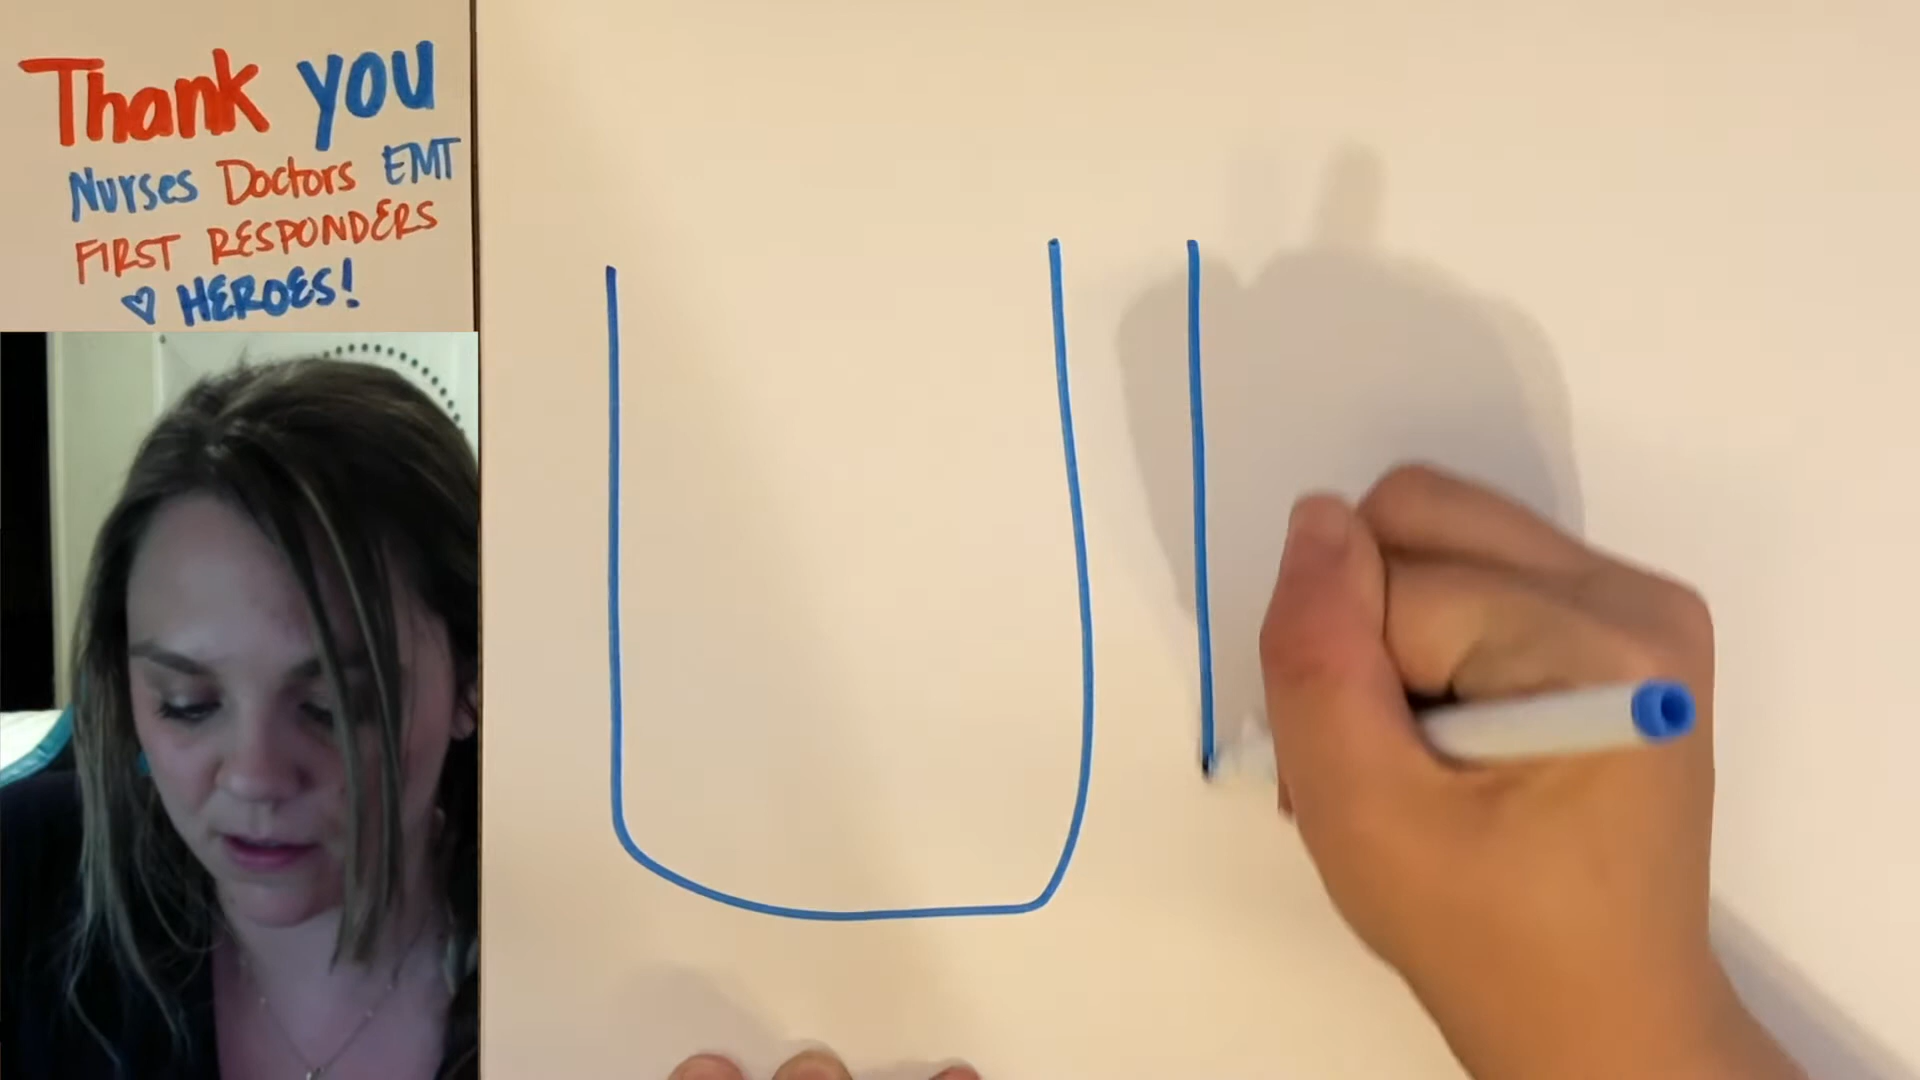 Thank you
Nurses Doctors EMT
FIRST RESPONDERS
♡ HEROES!